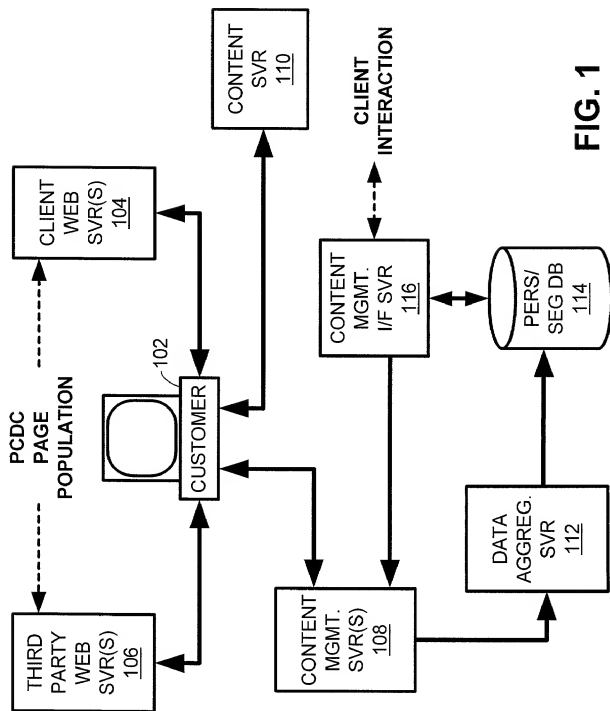 PCDC
PAGE
POPULATION
THIRD
PARTY
WEB
SVR(S)
106
CLIENT
WEB
SVR(S)
104
102
CUSTOMER
CONTENT
SVR
110
CONTENT
MGMT.
SVR(S)
108
CONTENT
MGMT.
I/F SVR
116
CLIENT
INTERACTION
DATA
AGGREG.
SVR
112
PERS/
SEG DB
114
FIG. 1